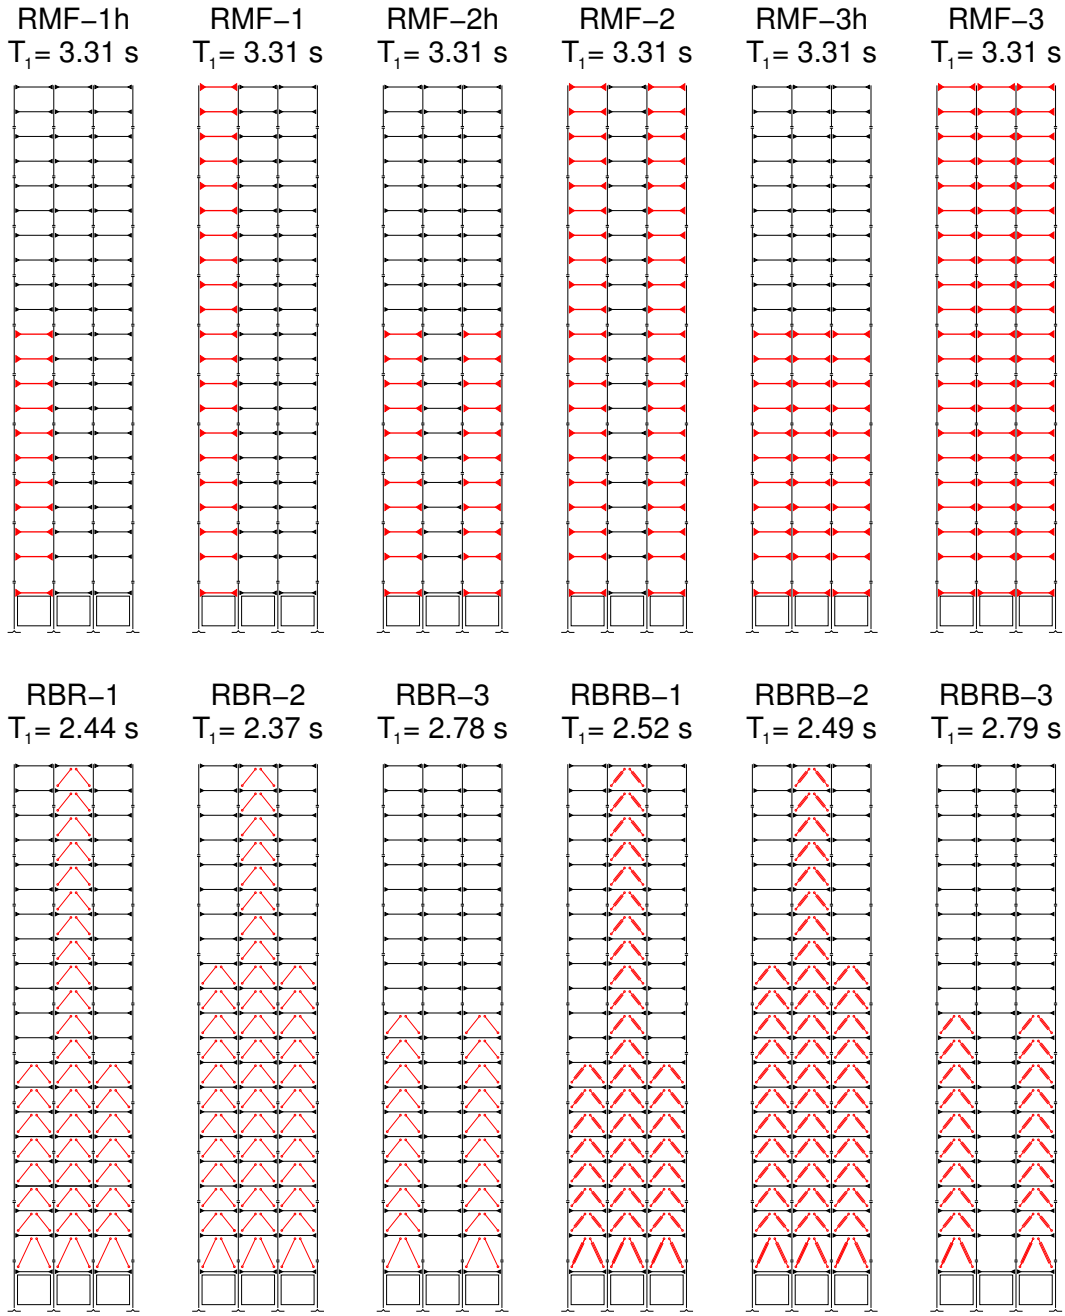 RMF−1h
T₁= 3.31 s
RMF−1
T₁= 3.31 s
RMF−2h
T₁= 3.31 s
RMF−2
T₁= 3.31 s
RMF−3h
T₁= 3.31 s
RMF−3
T₁= 3.31 s
RBR−1
T₁= 2.44 s
RBR−2
T₁= 2.37 s
RBR−3
T₁= 2.78 s
RBRB−1
T₁= 2.52 s
RBRB−2
T₁= 2.49 s
RBRB−3
T₁= 2.79 s